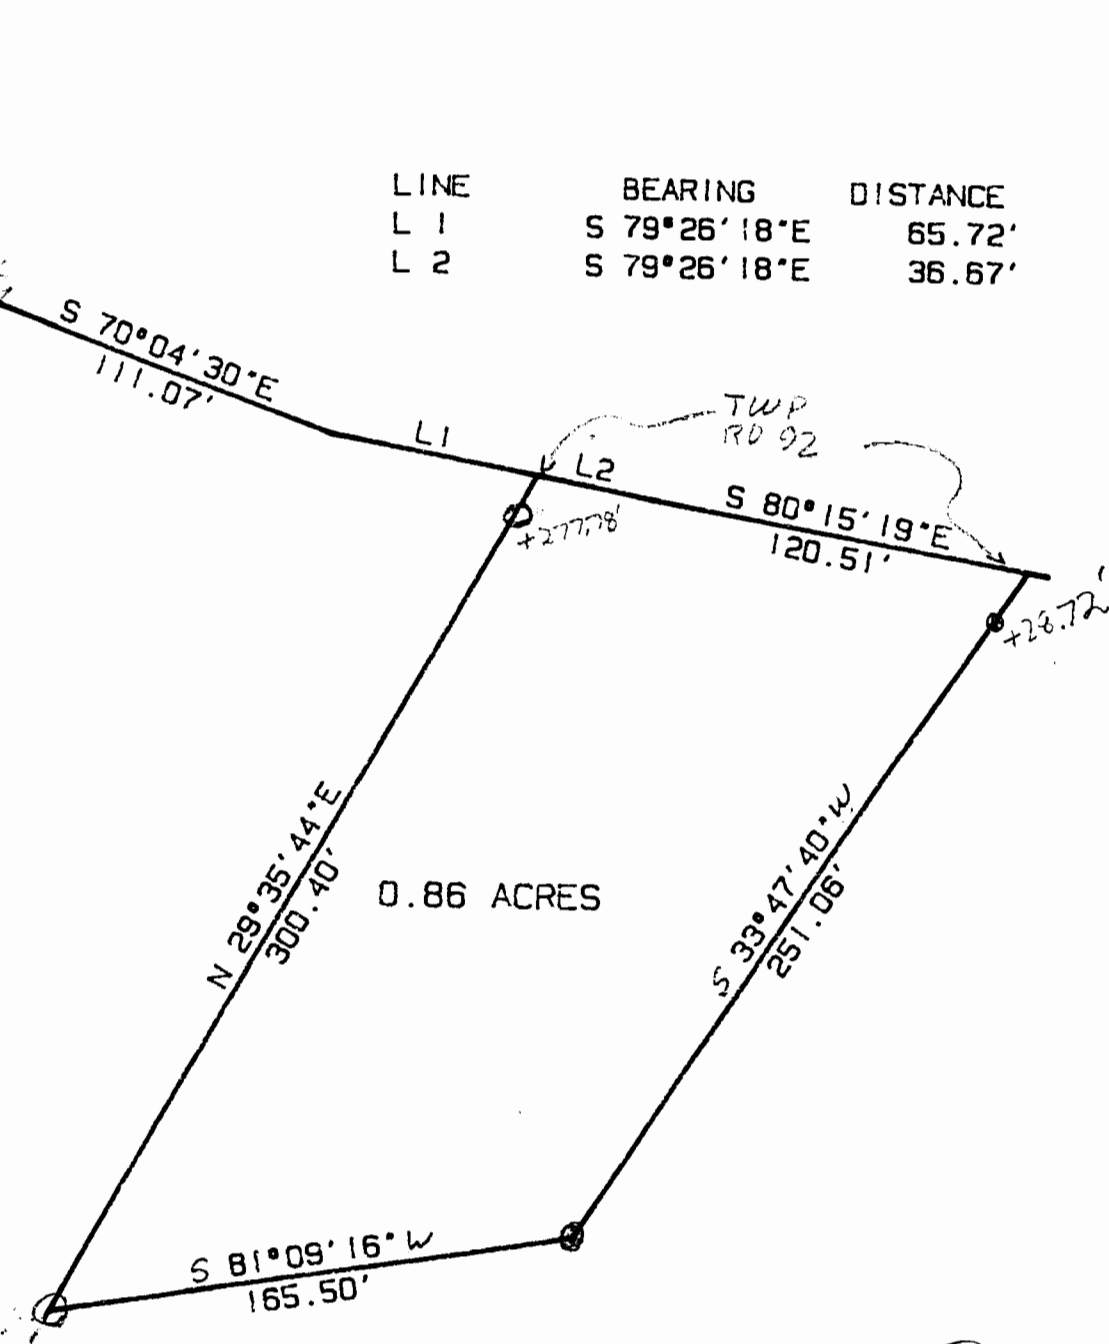 LINE BEARING DISTANCE
L 1 S 79°26'18"E 65.72'
L 2 S 79°26'18"E 36.67'
S 70°04'30"E
111.07'
L1
TWP
RD 92
L2
S 80°15'19"E
120.51'
+277.78'
+28.72'
N 29°35'44"E
300.40'
0.86 ACRES
S 33°47'40"W
251.06'
S 81°09'16"W
165.50'